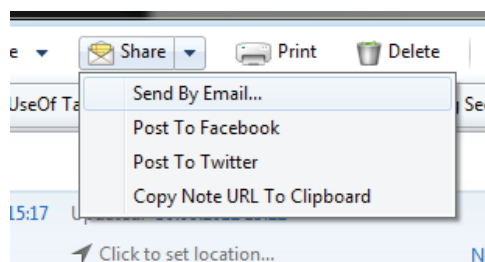 e Share Print Delete
UseOf Ta Send By Email... Se
Post To Facebook
Post To Twitter
Copy Note URL To Clipboard
15:17
Click to set location... N